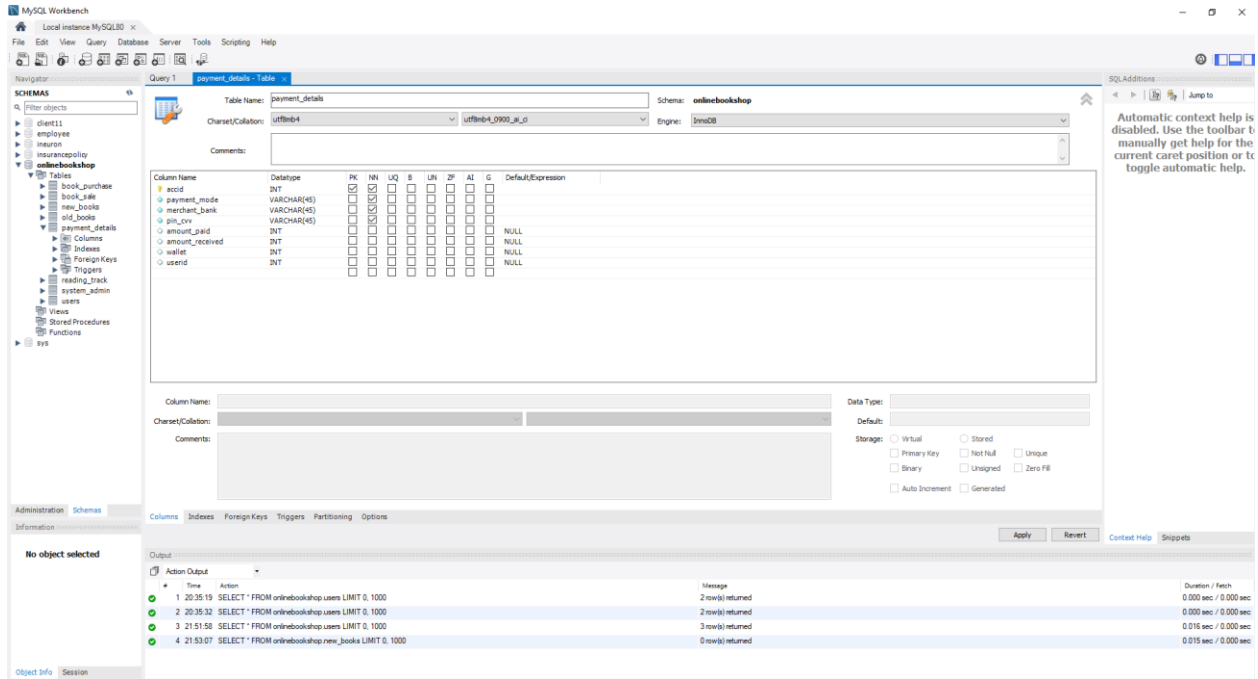 MySQL Workbench
Local instance MySQL80 ×
File Edit View Query Database Server Tools Scripting Help
Navigator
SCHEMAS
Filter objects
client11
employee
ineuron
insurancepolicy
onlinebookshop
Tables
book_purchase
book_sale
new_books
old_books
payment_details
Columns
Indexes
Foreign Keys
Triggers
reading_track
system_admin
users
Views
Stored Procedures
Functions
sys
Administration Schemas
Information
No object selected
Object Info Session
Query 1 payment_details - Table ×
Table Name: payment_details Schema: onlinebookshop
Charset/Collation: utf8mb4 utf8mb4_0900_ai_ci Engine: InnoDB
Comments:
Column Name Datatype PK NN UQ B UN ZF AI G Default/Expression
accid INT
payment_mode VARCHAR(45)
merchant_bank VARCHAR(45)
pin_cvv VARCHAR(45)
amount_paid INT NULL
amount_received INT NULL
wallet INT NULL
userid INT NULL
Column Name: Data Type:
Charset/Collation: Default:
Comments: Storage: Virtual Stored
Primary Key Not Null Unique
Binary Unsigned Zero Fill
Auto Increment Generated
Columns Indexes Foreign Keys Triggers Partitioning Options
Apply Revert
Output
Action Output
# Time Action Message Duration / Fetch
1 20:35:19 SELECT * FROM onlinebookshop.users LIMIT 0, 1000 2 row(s) returned 0.000 sec / 0.000 sec
2 20:35:32 SELECT * FROM onlinebookshop.users LIMIT 0, 1000 2 row(s) returned 0.000 sec / 0.000 sec
3 21:51:58 SELECT * FROM onlinebookshop.users LIMIT 0, 1000 3 row(s) returned 0.016 sec / 0.000 sec
4 21:53:07 SELECT * FROM onlinebookshop.new_books LIMIT 0, 1000 0 row(s) returned 0.015 sec / 0.000 sec
SQLAdditions
Jump to
Automatic context help is
disabled. Use the toolbar to
manually get help for the
current caret position or to
toggle automatic help.
Context Help Snippets